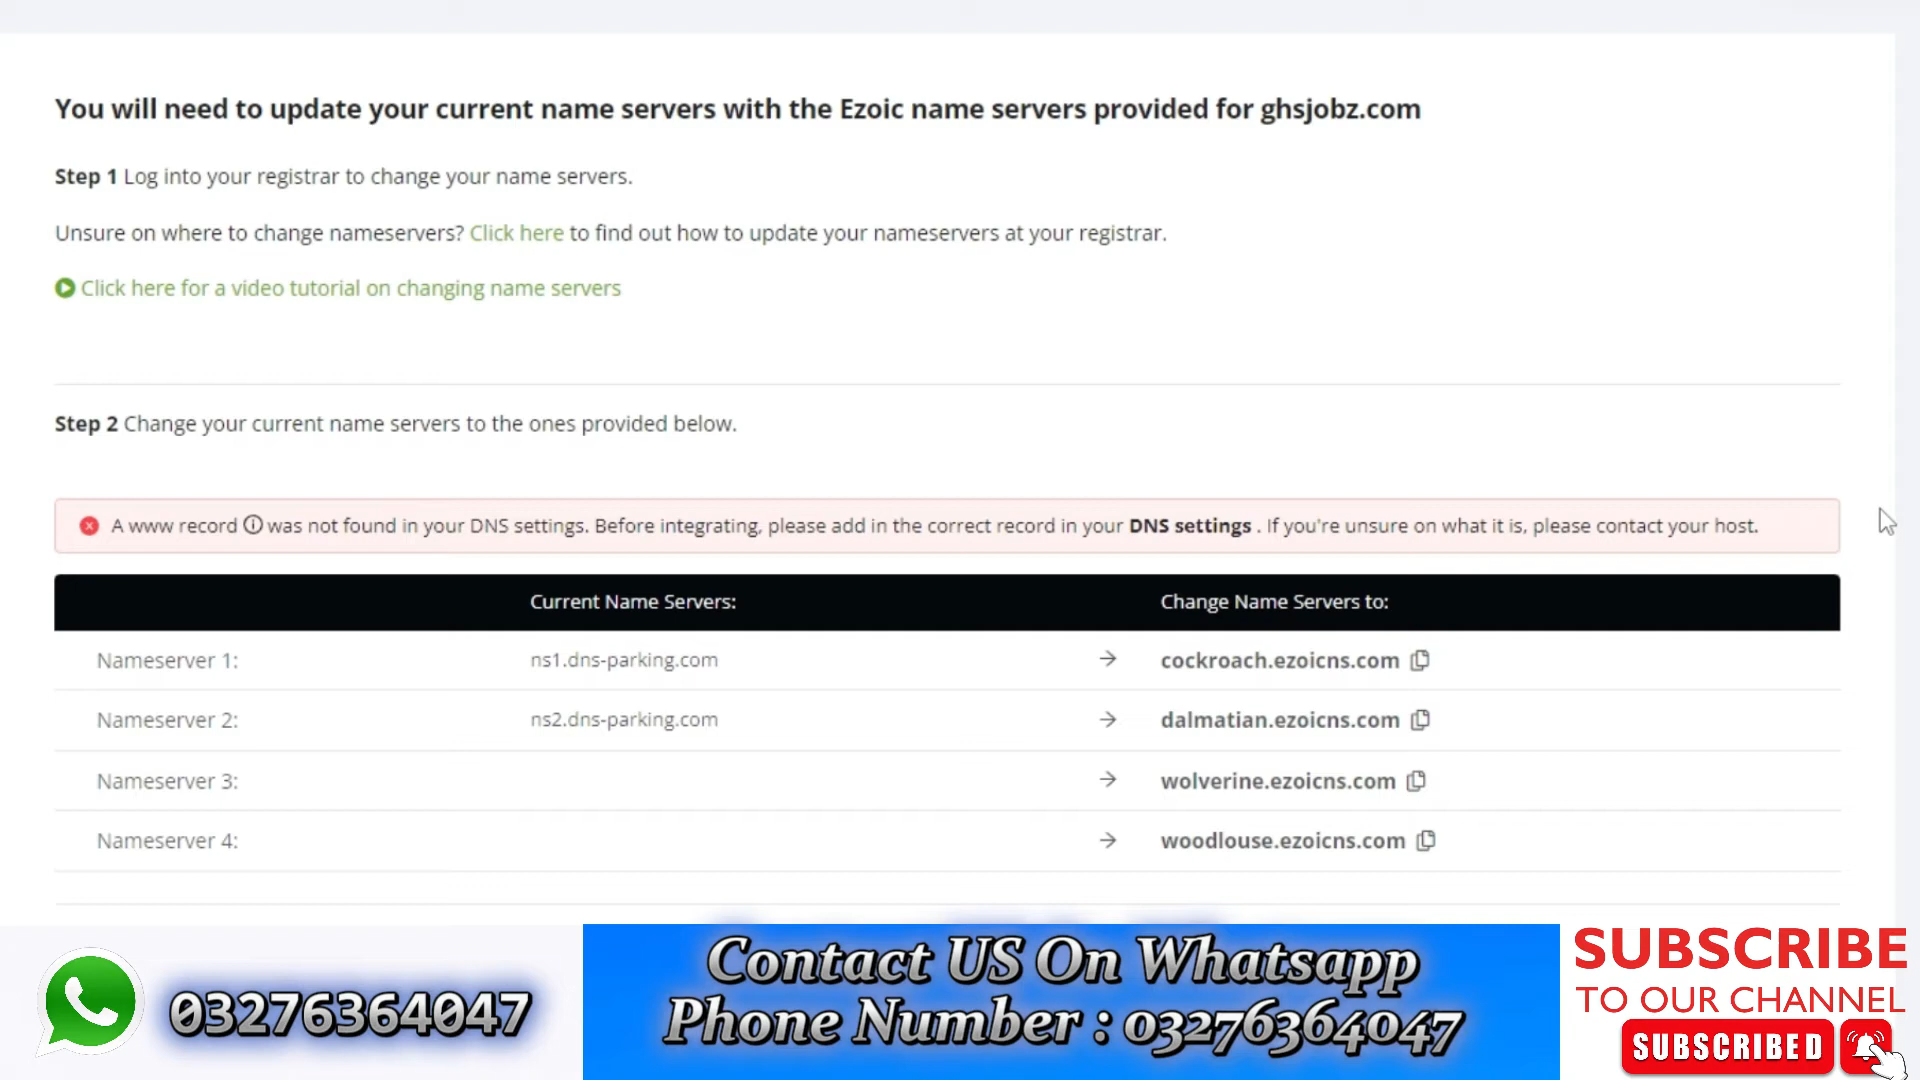 You will need to update your current name servers with the Ezoic name servers provided for ghsjobz.com
Step 1 Log into your registrar to change your name servers.
Unsure on where to change nameservers? Click here to find out how to update your nameservers at your registrar.
Click here for a video tutorial on changing name servers
Step 2 Change your current name servers to the ones provided below.
A www record was not found in your DNS settings. Before integrating, please add in the correct record in your DNS settings . If you're unsure on what it is, please contact your host.
Current Name Servers: Change Name Servers to:
Nameserver 1: ns1.dns-parking.com → cockroach.ezoicns.com
Nameserver 2: ns2.dns-parking.com → dalmatian.ezoicns.com
Nameserver 3: → wolverine.ezoicns.com
Nameserver 4: → woodlouse.ezoicns.com
03276364047
Contact US On Whatsapp
Phone Number : 03276364047
SUBSCRIBE
TO OUR CHANNEL
SUBSCRIBED